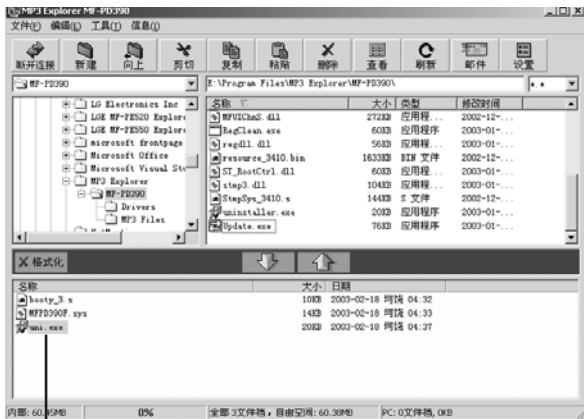 MP3 Explorer MF-PD390
文件(F) 编辑(E) 工具(T) 信息(I)
断开连接 新建 向上 剪切 复制 粘贴 删除 查看 刷新 邮件 设置
MF-PD390 E:\Program Files\MP3 Explorer\MF-PD390\ *.*
LG Electronics Inc
LGE MF-FE520 Explore
LGE MF-PE550 Explore
microsoft frontpage
Microsoft Office
Microsoft Visual Stu
MP3 Explorer
MF-PD390
Drivers
MP3 Files
名称 大小 类型 修改时间
MFUIChnS.dll 272KB 应用程... 2002-12-...
RegClean.exe 60KB 应用程序 2003-01-...
regdll.dll 56KB 应用程... 2003-01-...
resource_3410.bin 1633KB BIN 文件 2002-12-...
ST_RootCtrl.dll 60KB 应用程... 2003-01-...
stmp3.dll 104KB 应用程... 2003-01-...
StmpSys_3410.s 144KB S 文件 2002-12-...
uninstaller.exe 20KB 应用程序 2003-01-...
Update.exe 76KB 应用程序 2003-01-...
格式化
名称 大小 日期
booty_3.s 10KB 2003-02-18 04:32
MFPD390F.sys 14KB 2003-02-18 04:33
uni.exe 20KB 2003-02-18 04:37
内部: 0% 全部 3文件档，自由空间: 60.30MB PC: 0文件档, 0KB